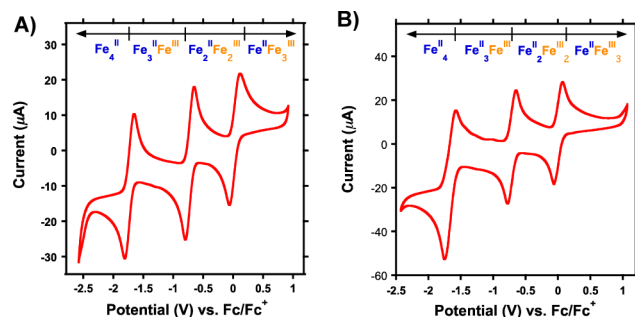 A)
Fe₄ᴵᴵ Fe₃ᴵᴵFeᴵᴵᴵ Fe₂ᴵᴵFe₂ᴵᴵᴵ FeᴵᴵFe₃ᴵᴵᴵ
30
20
10
0
-10
-20
-30
Current (μA)
-2.5 -2 -1.5 -1 -0.5 0 0.5 1
Potential (V) vs. Fc/Fc⁺
B)
Fe₄ᴵᴵ Fe₃ᴵᴵFeᴵᴵᴵ Fe₂ᴵᴵFe₂ᴵᴵᴵ FeᴵᴵFe₃ᴵᴵᴵ
60
40
20
0
-20
-40
-60
Current (μA)
-2.5 -2 -1.5 -1 -0.5 0 0.5 1
Potential (V) vs. Fc/Fc⁺